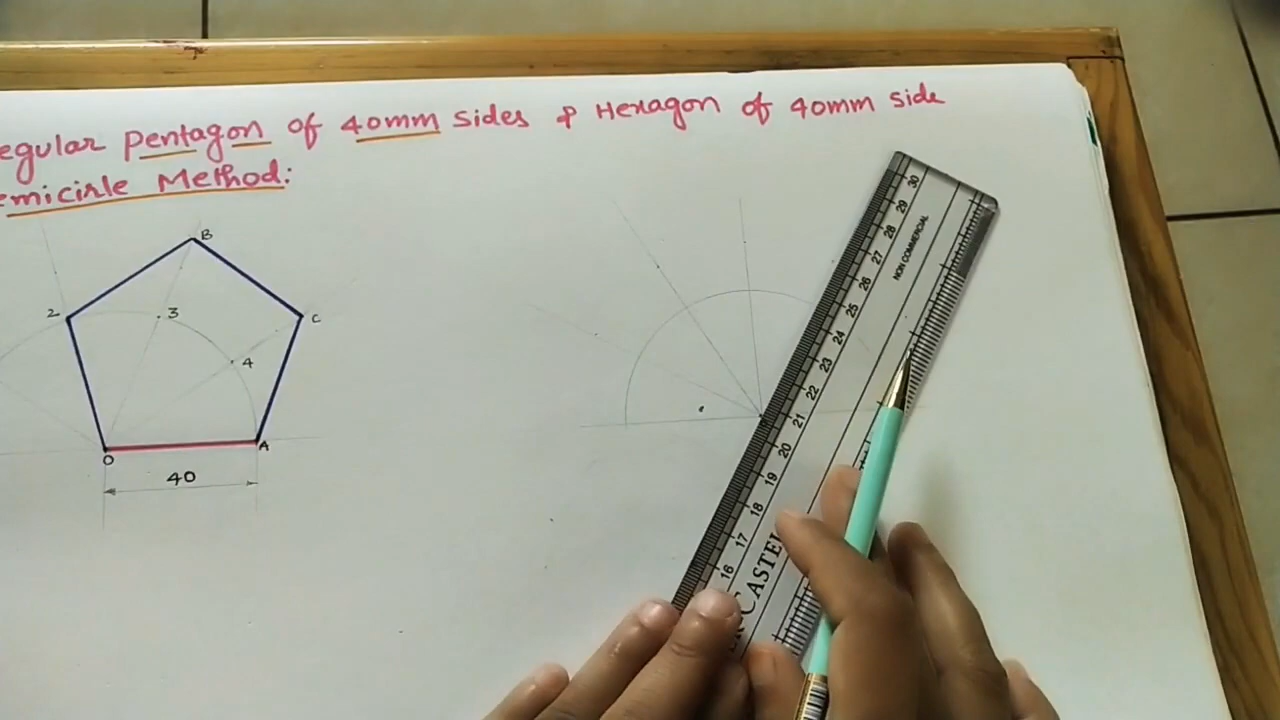 egular pentagon of 40mm sides & Hexagon of 40mm side
emicirle Method:
B
2
3
C
4
O
A
40
30
29
28
27
26
25
24
23
22
21
20
19
18
17
16
NON COMMERCIAL
CASTEL